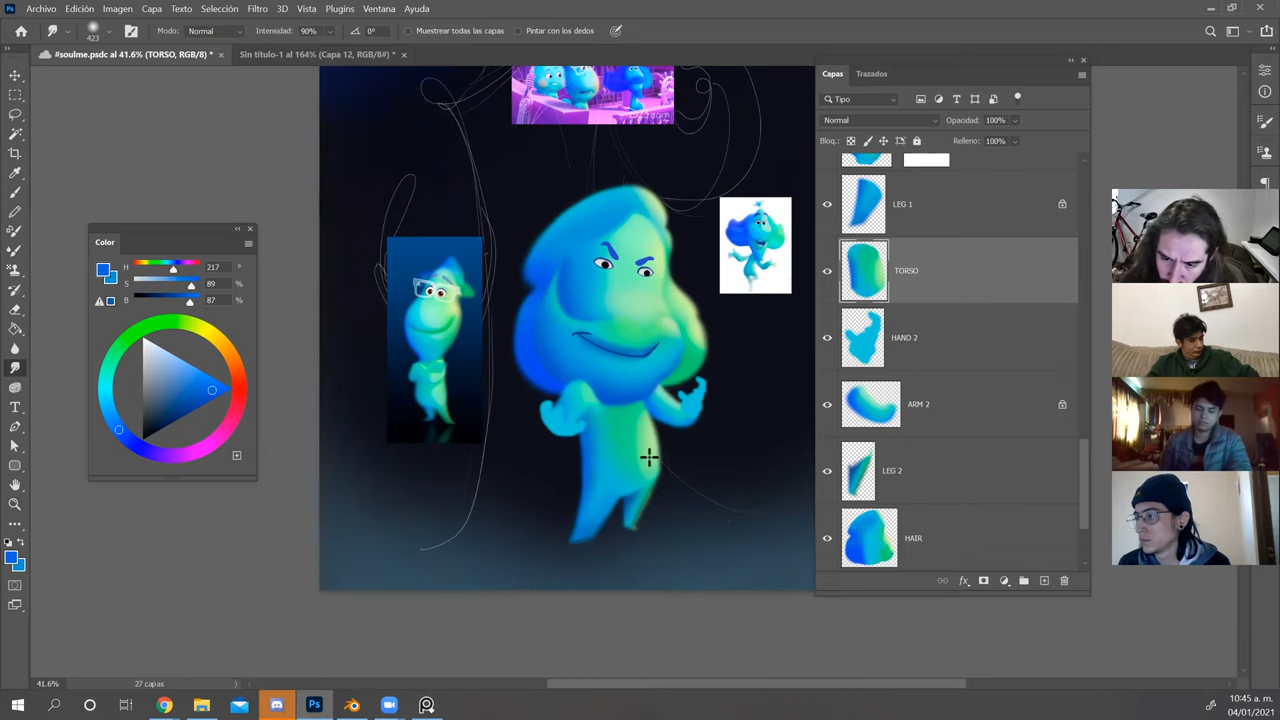 Archivo Edición Imagen Capa Texto Selección Filtro 3D Vista Plugins Ventana Ayuda
Modo: Normal Intensidad: 90% 0° Muestrear todas las capas Pintar con los dedos
423
#soulme.psdc al 41.6% (TORSO, RGB/8) * Sin título-1 al 164% (Capa 12, RGB/8#) *
Capas Trazados
Tipo
Normal Opacidad: 100%
Bloq.: Relleno: 100%
LEG 1
TORSO
HAND 2
ARM 2
LEG 2
HAIR
Color
H 217 °
S 89 %
B 87 %
41.6% 27 capas
10:45 a.m.
04/01/2021